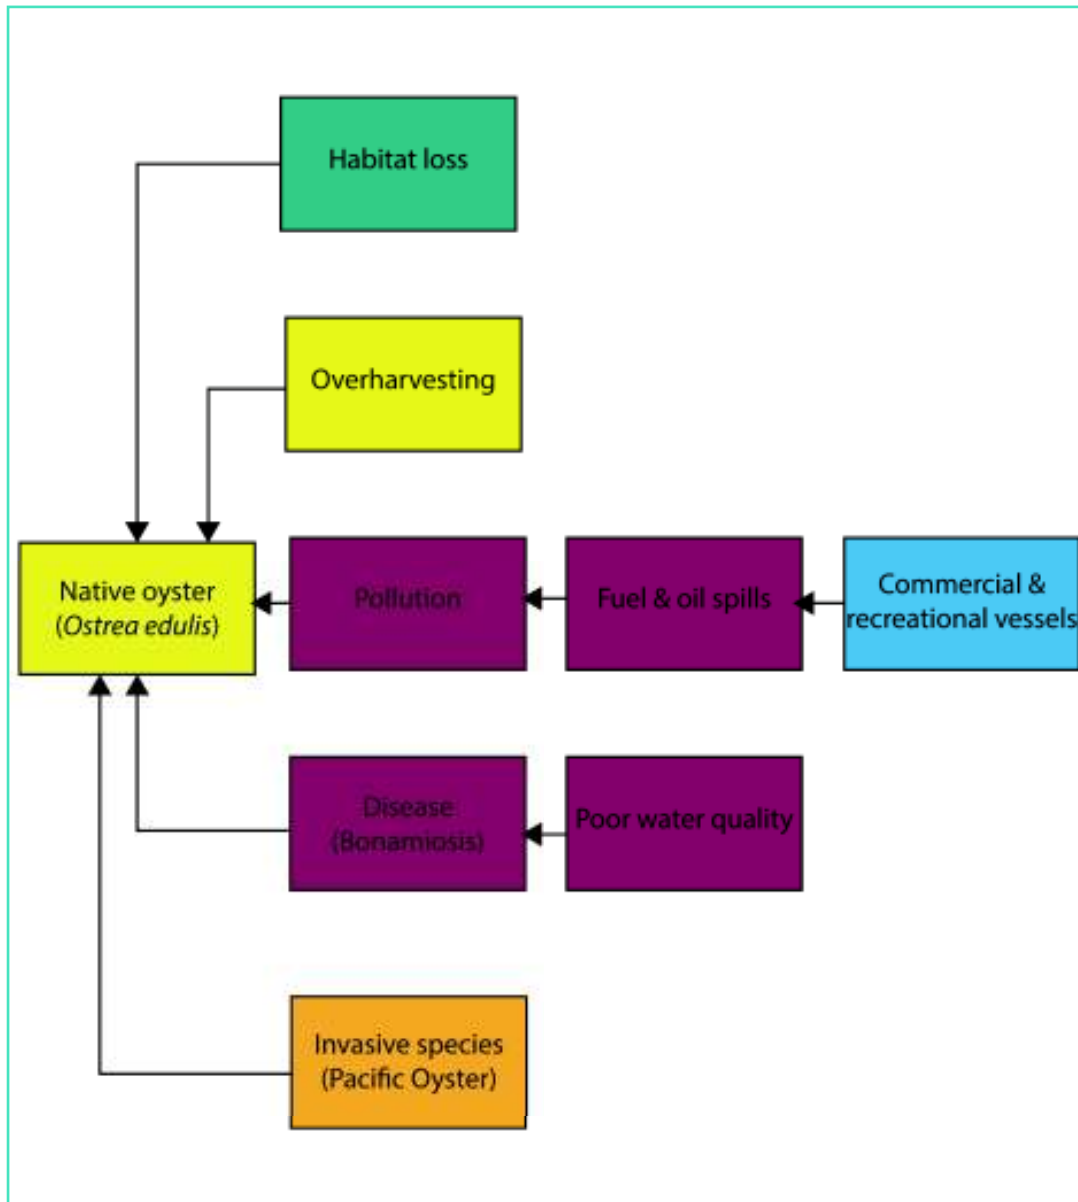 Habitat loss
Overharvesting
Native oyster
(Ostrea edulis)
Pollution
Fuel & oil spills
Commercial &
recreational vessels
Disease
(Bonamiosis)
Poor water quality
Invasive species
(Pacific Oyster)